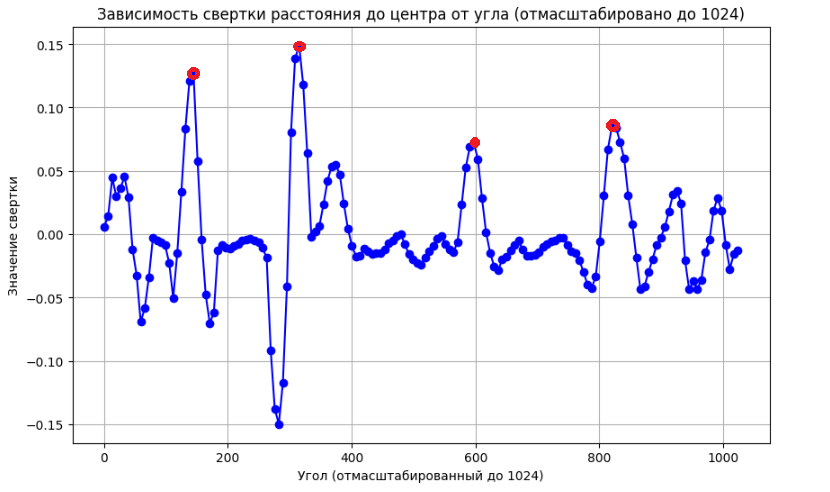 Зависимость свертки расстояния до центра от угла (отмасштабировано до 1024)
Значение свертки
0.15
0.10
0.05
0.00
−0.05
−0.10
−0.15
0 200 400 600 800 1000
Угол (отмасштабированный до 1024)